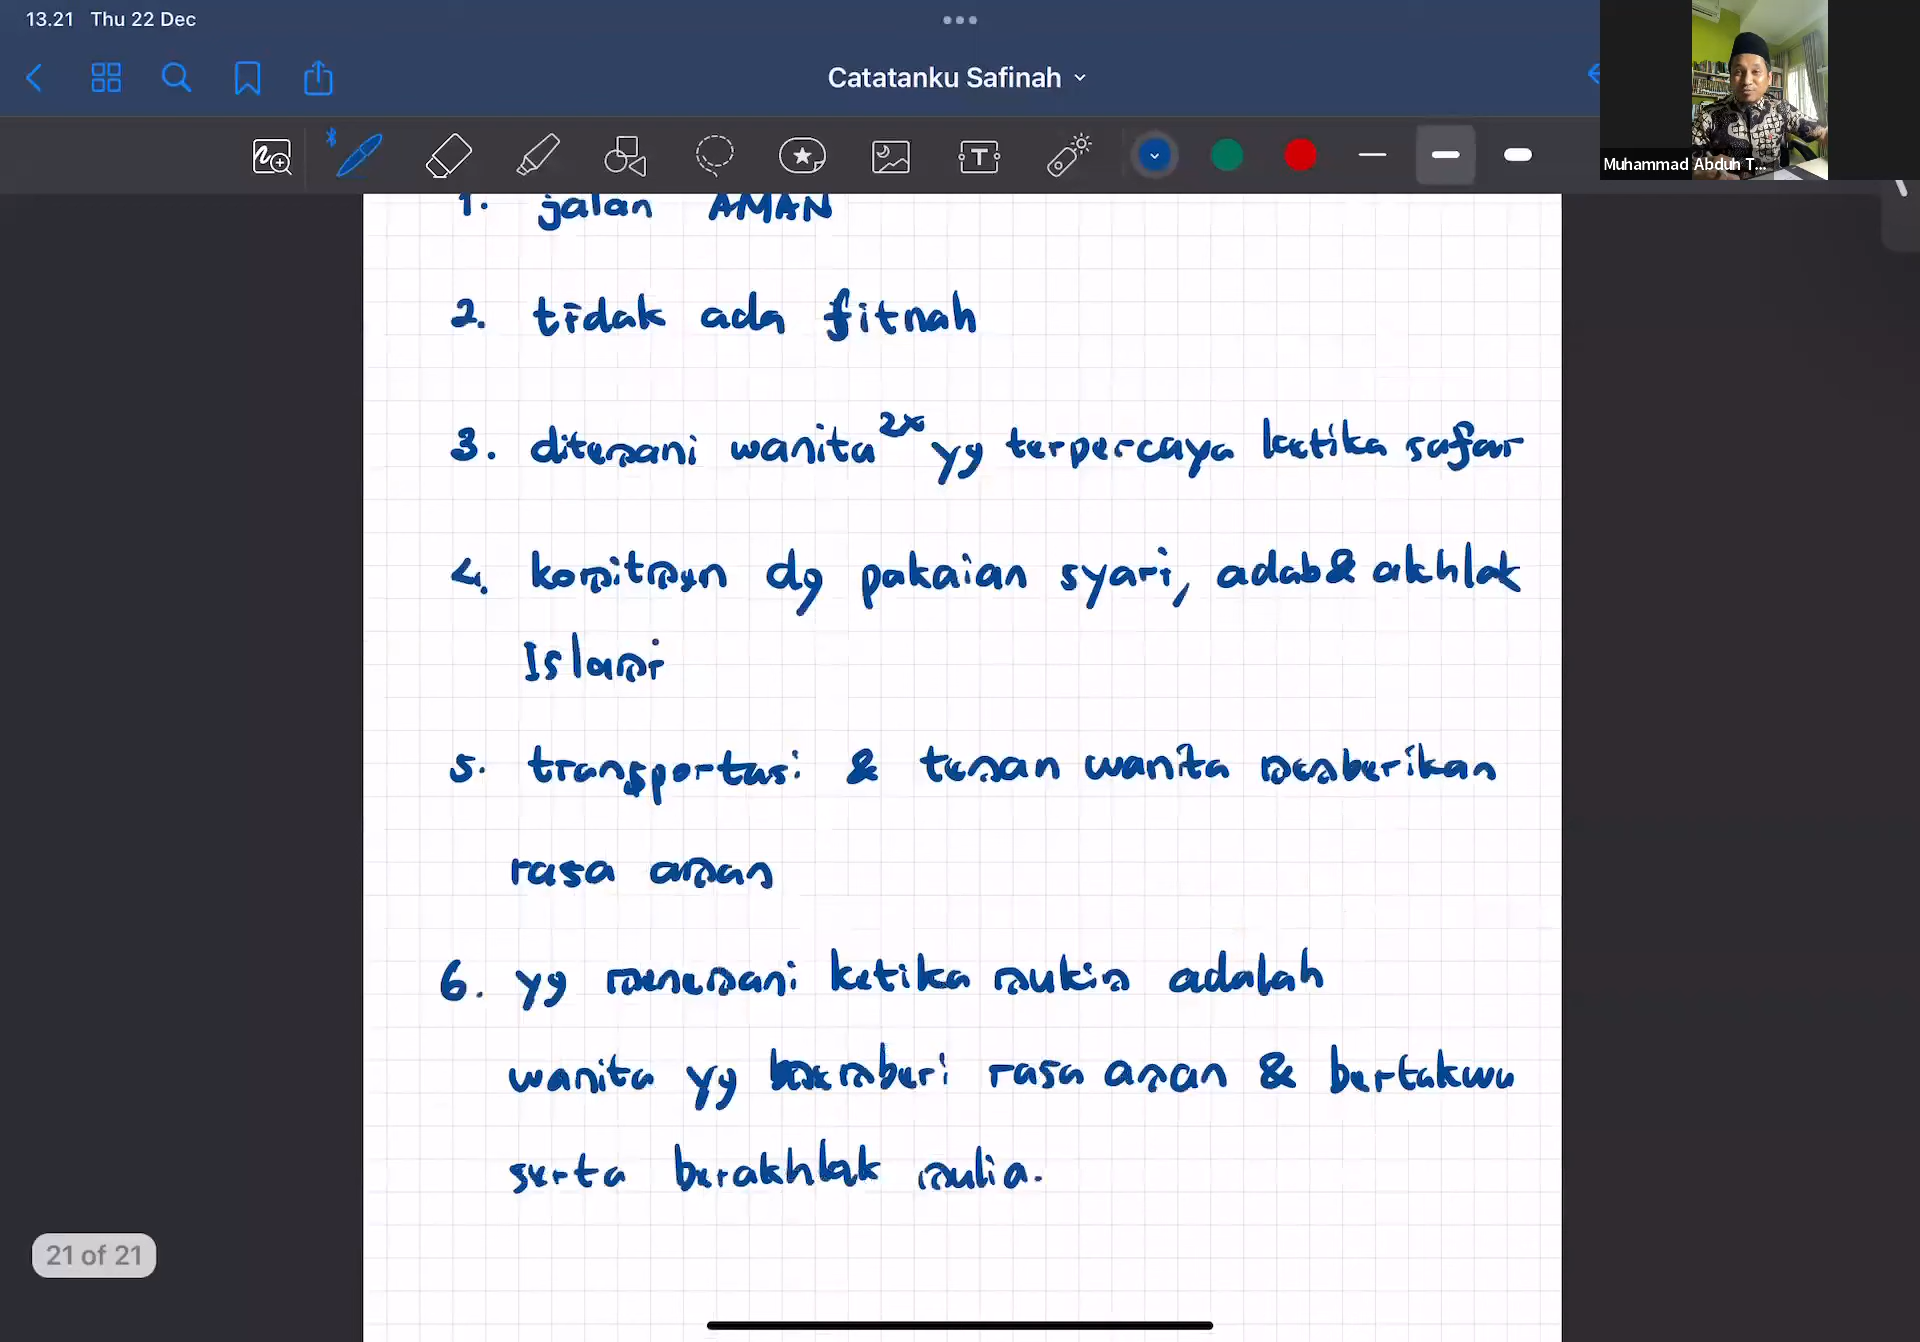 13.21 Thu 22 Dec
Catatanku Safinah
Muhammad Abduh T...
1. jalan AMAN
2. tidak ada fitnah
3. ditemani wanita2x yg terpercaya ketika safar
4. komitmen dg pakaian syari, adab & akhlak
Islami
5. transportasi & teman wanita memberikan
rasa aman
6. yg menemani ketika mukim adalah
wanita yg memberi rasa aman & bertakwa
serta berakhlak mulia.
21 of 21